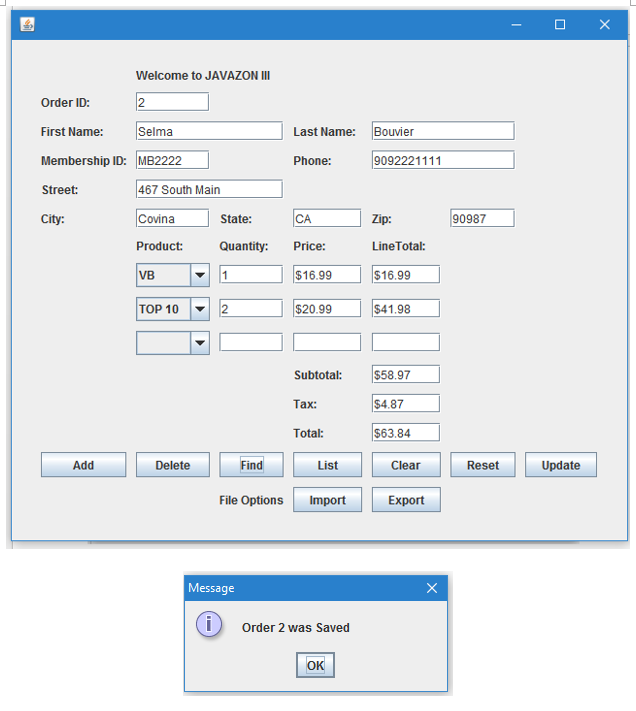 Welcome to JAVAZON III
Order ID: 2
First Name: Selma Last Name: Bouvier
Membership ID: MB2222 Phone: 9092221111
Street: 467 South Main
City: Covina State: CA Zip: 90987
Product: Quantity: Price: LineTotal:
VB 1 $16.99 $16.99
TOP 10 2 $20.99 $41.98
Subtotal: $58.97
Tax: $4.87
Total: $63.84
Add Delete Find List Clear Reset Update
File Options Import Export
Message
Order 2 was Saved
OK